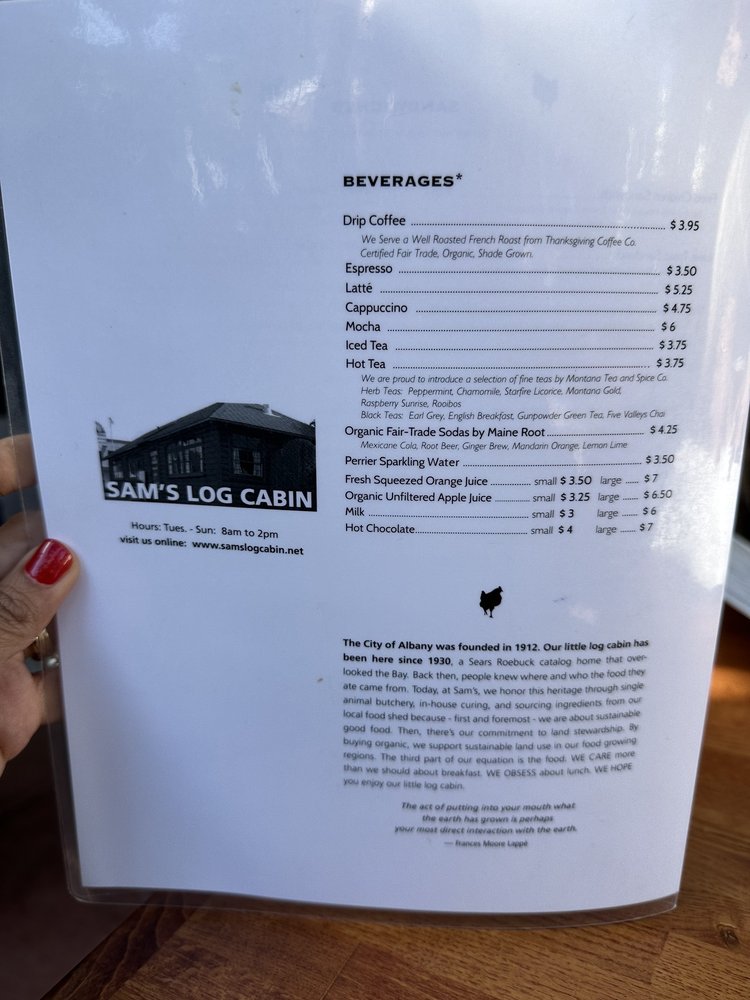 BEVERAGES*
Drip Coffee ........ $3.95
We Serve a Well Roasted French Roast from Thanksgiving Coffee Co.
Certified Fair Trade, Organic, Shade Grown.
Espresso ........ $3.50
Latté ........ $5.25
Cappuccino ........ $4.75
Mocha ........ $6
Iced Tea ........ $3.75
Hot Tea ........ $3.75
We are proud to introduce a selection of fine teas by Montana Tea and Spice Co.
Herb Teas: Peppermint, Chamomile, Starfire Licorice, Montana Gold,
Raspberry Sunrise, Rooibos
Black Teas: Earl Grey, English Breakfast, Gunpowder Green Tea, Five Valleys Chai
Organic Fair-Trade Sodas by Maine Root ........ $4.25
Mexicane Cola, Root Beer, Ginger Brew, Mandarin Orange, Lemon Lime
Perrier Sparkling Water ........ $3.50
Fresh Squeezed Orange Juice ........ small $3.50 large ..... $7
Organic Unfiltered Apple Juice ........ small $3.25 large ..... $6.50
Milk ........ small $3 large ..... $6
Hot Chocolate ........ small $4 large ..... $7
SAM'S LOG CABIN
Hours: Tues. - Sun: 8am to 2pm
visit us online: www.samslogcabin.net
The City of Albany was founded in 1912. Our little log cabin has
been here since 1930, a Sears Roebuck catalog home that over-
looked the Bay. Back then, people knew where and who the food they
ate came from. Today, at Sam's, we honor this heritage through single
animal butchery, in-house curing, and sourcing ingredients from our
local food shed because - first and foremost - we are about sustainable
good food. Then, there's our commitment to land stewardship. By
buying organic, we support sustainable land use in our food growing
regions. The third part of our equation is the food. WE CARE more
than we should about breakfast. WE OBSESS about lunch. WE HOPE
you enjoy our little log cabin.
The act of putting into your mouth what
the earth has grown is perhaps
your most direct interaction with the earth.
— Frances Moore Lappé